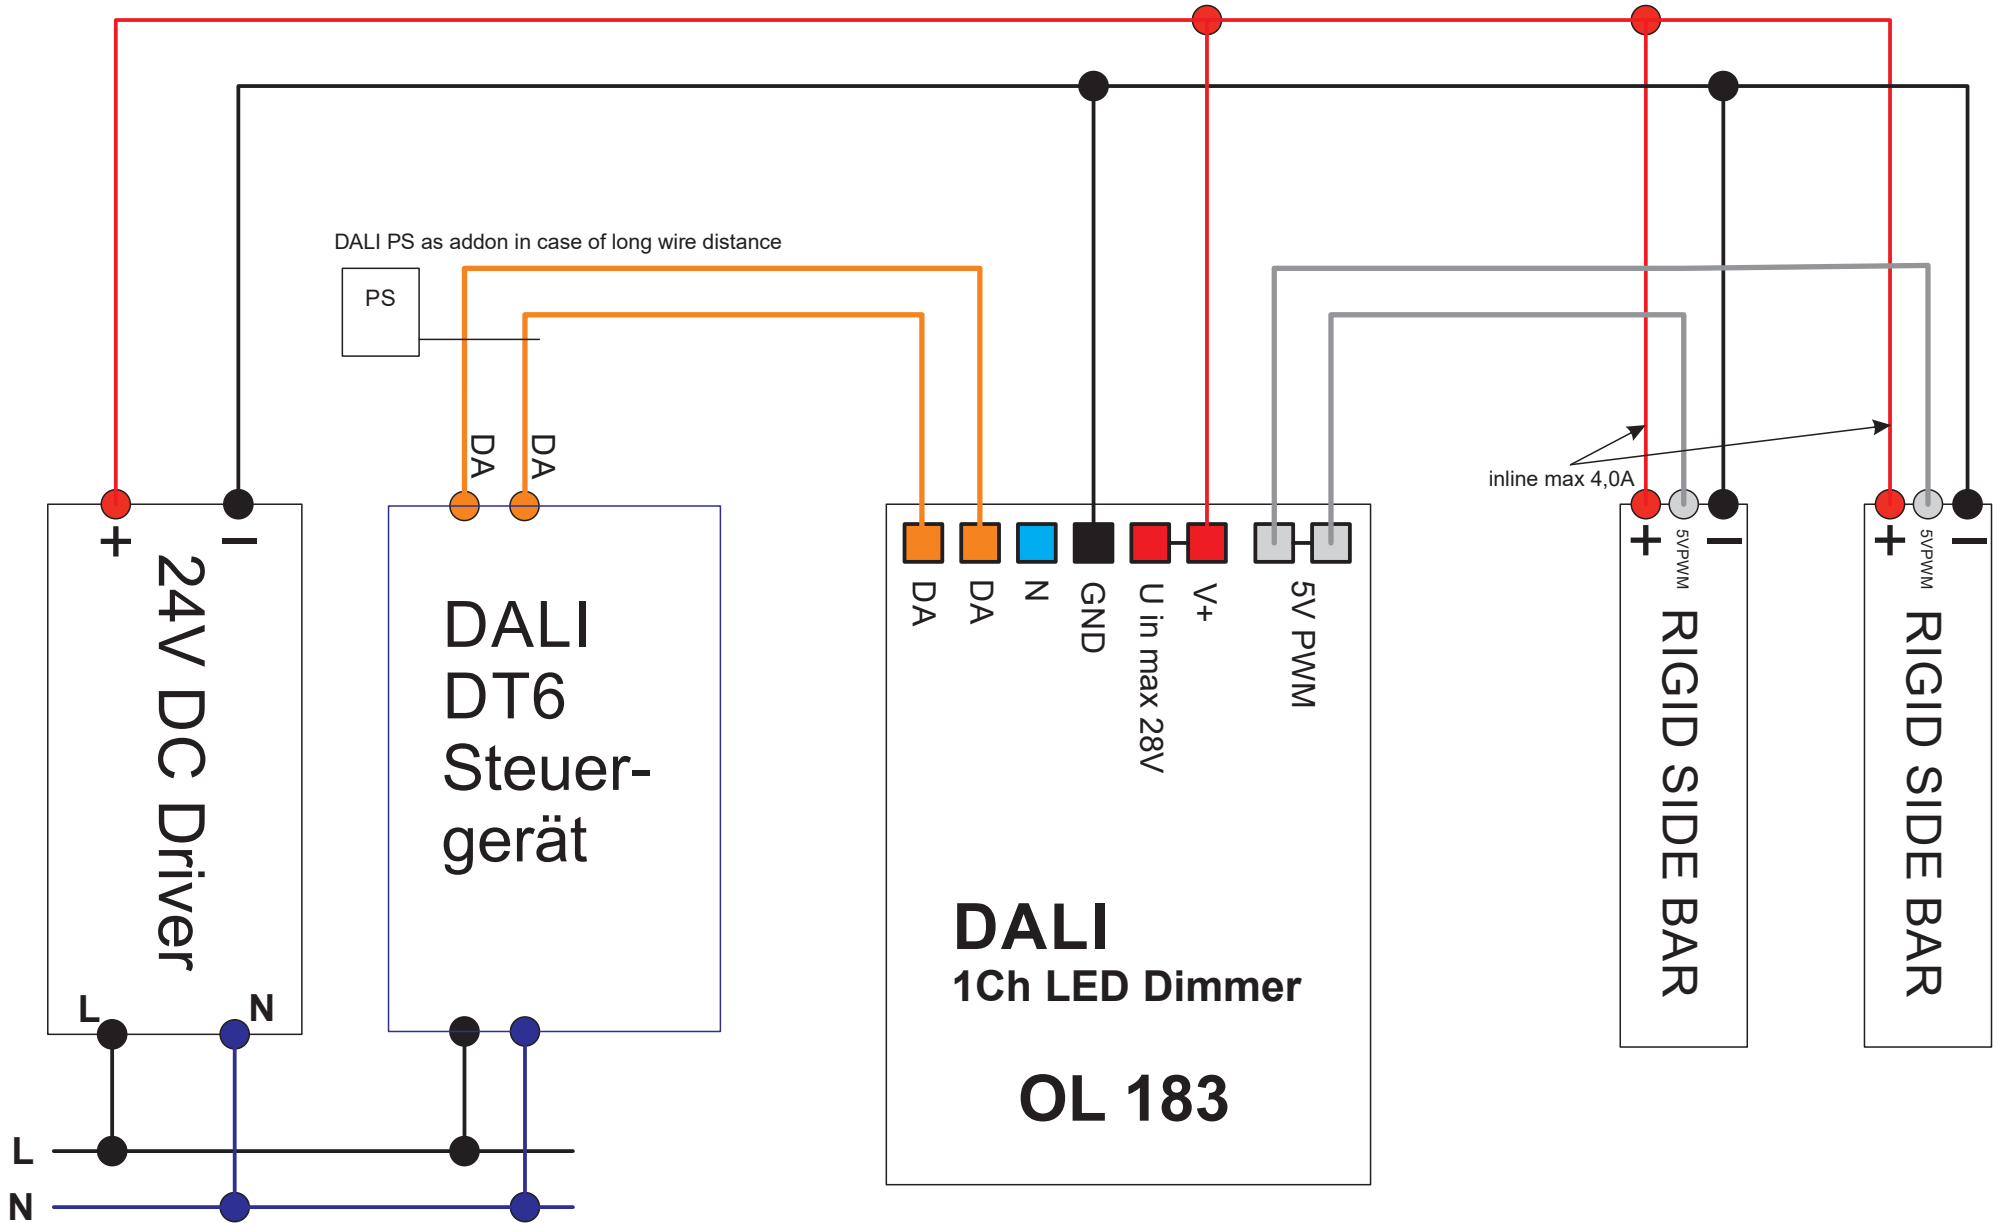 DALI PS as addon in case of long wire distance
PS
DA
DA
inline max 4,0A
+
−
24V DC Driver
L
N
DALI
DT6
Steuer-
gerät
DA
DA
N
GND
U in max 28V
V+
5V PWM
DALI
1Ch LED Dimmer
OL 183
+
5VPWM
−
RIGID SIDE BAR
+
5VPWM
−
RIGID SIDE BAR
L
N